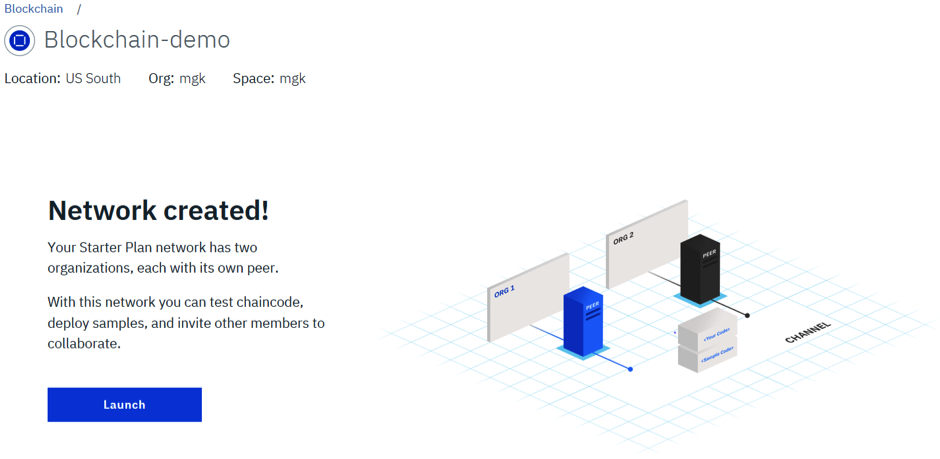 Blockchain /
Blockchain-demo
Location: US South Org: mgk Space: mgk
Network created!
Your Starter Plan network has two
organizations, each with its own peer.
With this network you can test chaincode,
deploy samples, and invite other members to
collaborate.
Launch
ORG 1
PEER
ORG 2
PEER
<Your Code>
<Sample Code>
CHANNEL